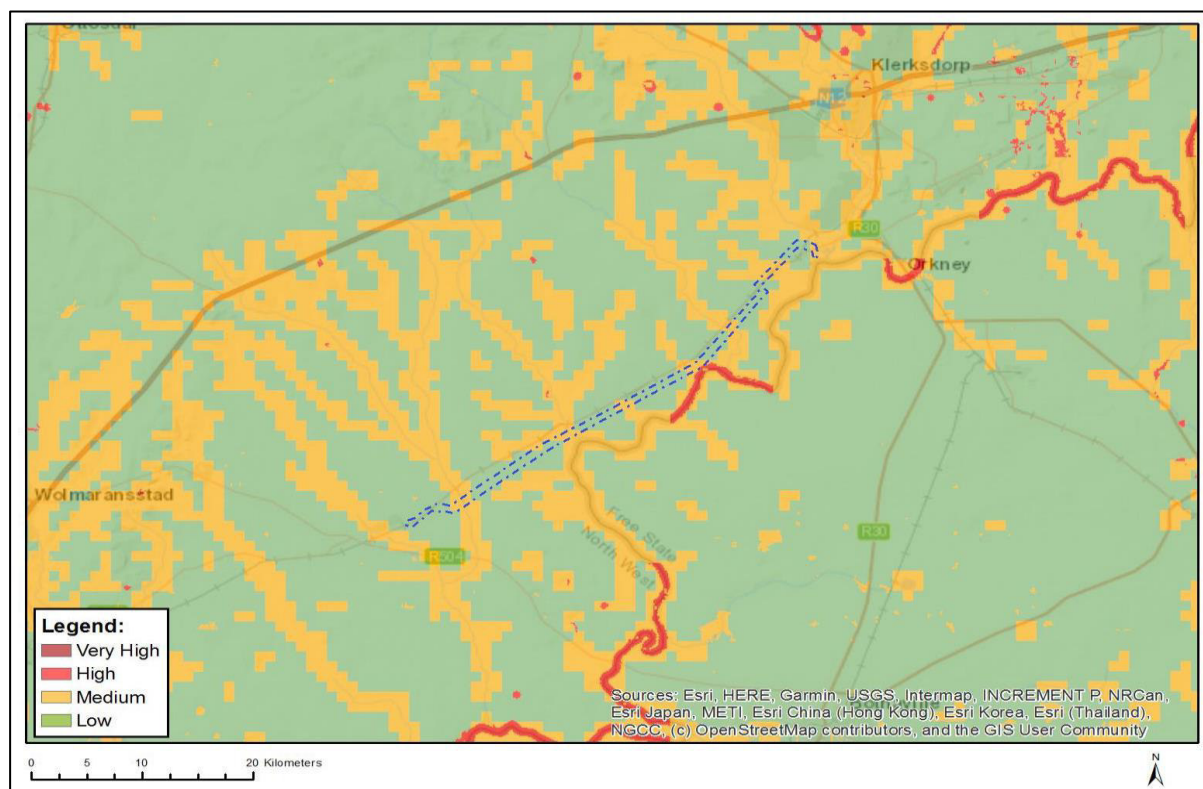 Klerksdorp
N12
R30
Orkney
Wolmaransstad
Free State
North West
R504
R30
Legend:
Very High
High
Medium
Low
Sources: Esri, HERE, Garmin, USGS, Intermap, INCREMENT P, NRCan,
Esri Japan, METI, Esri China (Hong Kong), Esri Korea, Esri (Thailand),
NGCC, (c) OpenStreetMap contributors, and the GIS User Community
0 5 10 20 Kilometers
N